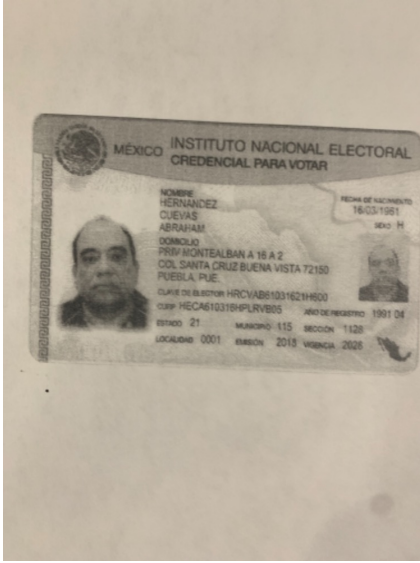 MÉXICO INSTITUTO NACIONAL ELECTORAL
CREDENCIAL PARA VOTAR
NOMBRE
HERNANDEZ
CUEVAS
ABRAHAM
FECHA DE NACIMIENTO
16/03/1961
SEXO H
DOMICILIO
PRIV MONTEALBAN A 16 A 2
COL SANTA CRUZ BUENA VISTA 72150
PUEBLA, PUE.
CLAVE DE ELECTOR HRCVAB61031621H600
CURP HECA610316HPLRVB05 AÑO DE REGISTRO 1991 04
ESTADO 21 MUNICIPIO 115 SECCIÓN 1128
LOCALIDAD 0001 EMISIÓN 2018 VIGENCIA 2028